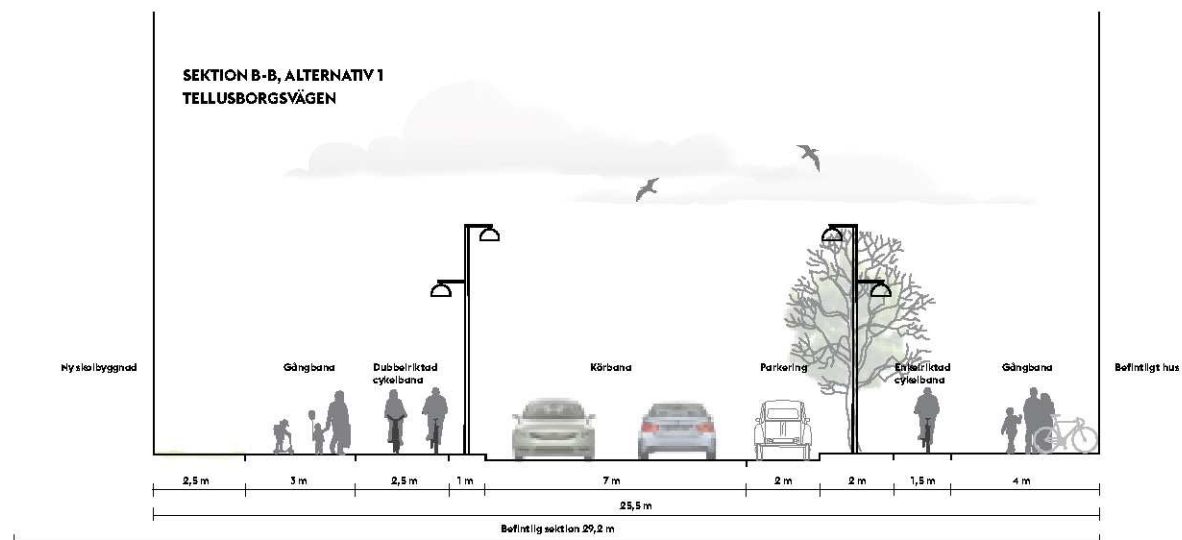 SEKTION B-B, ALTERNATIV 1
TELLUSBORGSVÄGEN
Ny skolbyggnad
Gångbana
Dubbelriktad
cykelbana
Körbana
Parkering
Enkelriktad
cykelbana
Gångbana
Befintligt hus
2,5 m
3 m
2,5 m
1 m
7 m
2 m
2 m
1,5 m
4 m
25,5 m
Befintlig sektion 29,2 m